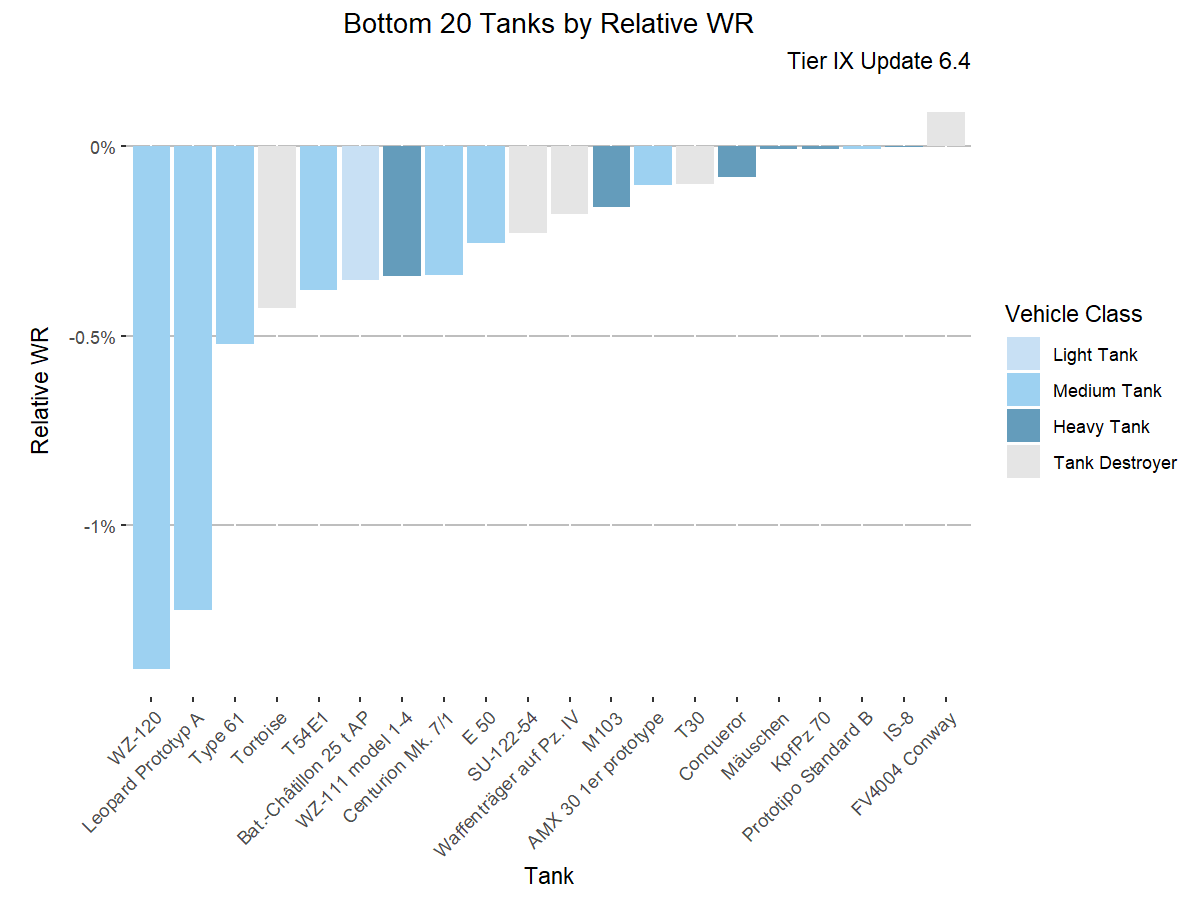 Bottom 20 Tanks by Relative WR
Tier IX Update 6.4
0%
-0.5%
-1%
Relative WR
WZ-120
Leopard Prototyp A
Type 61
Tortoise
T54E1
Bat.-Châtillon 25 t AP
WZ-111 model 1-4
Centurion Mk. 7/1
E 50
SU-122-54
Waffenträger auf Pz. IV
M103
AMX 30 1er prototype
T30
Conqueror
Mäuschen
KpfPz 70
Prototipo Standard B
IS-8
FV4004 Conway
Tank
Vehicle Class
Light Tank
Medium Tank
Heavy Tank
Tank Destroyer